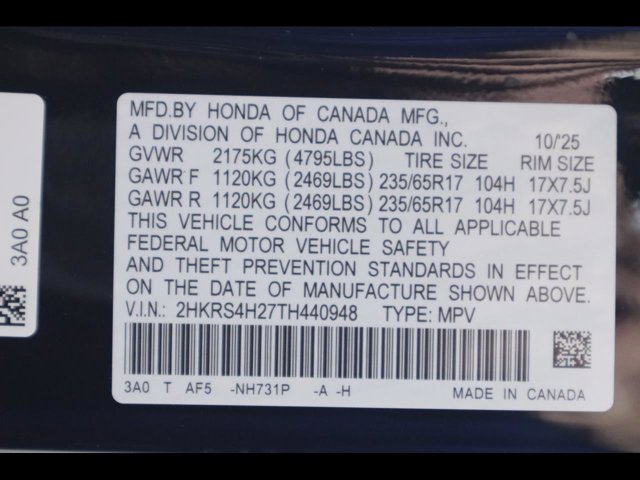 MFD.BY HONDA OF CANADA MFG.,
A DIVISION OF HONDA CANADA INC. 10/'25
GVWR 2175KG (4795LBS) TIRE SIZE RIM SIZE
GAWR F 1120KG (2469LBS) 235/65R17 104H 17X7.5J
GAWR R 1120KG (2469LBS) 235/65R17 104H 17X7.5J
THIS VEHICLE CONFORMS TO ALL APPLICABLE
FEDERAL MOTOR VEHICLE SAFETY
AND THEFT PREVENTION STANDARDS IN EFFECT
ON THE DATE OF MANUFACTURE SHOWN ABOVE.
V.I.N.: 2HKRS4H27TH440948 TYPE: MPV
3A0 T AF5 -NH731P -A -H MADE IN CANADA
3A0 A0